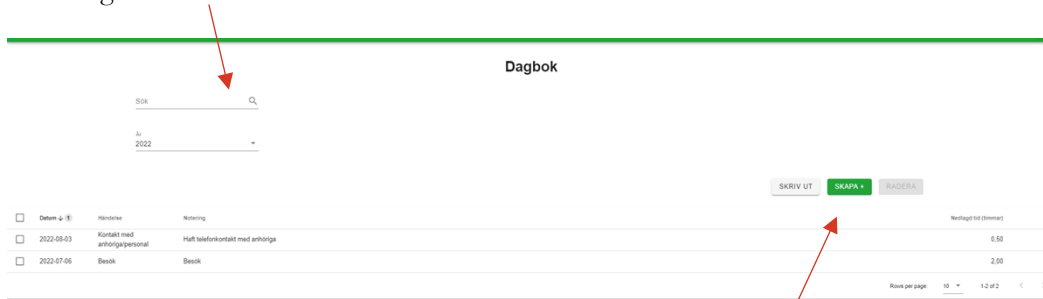 Dagbok
Sök
År
2022
SKRIV UT SKAPA + RADERA
Datum ↓ 1 Händelse Notering Nedlagd tid (timmar)
2022-08-03 Kontakt med anhöriga/personal Haft telefonkontakt med anhöriga 0,50
2022-07-06 Besök Besök 2,00
Rows per page: 10 1-2 of 2